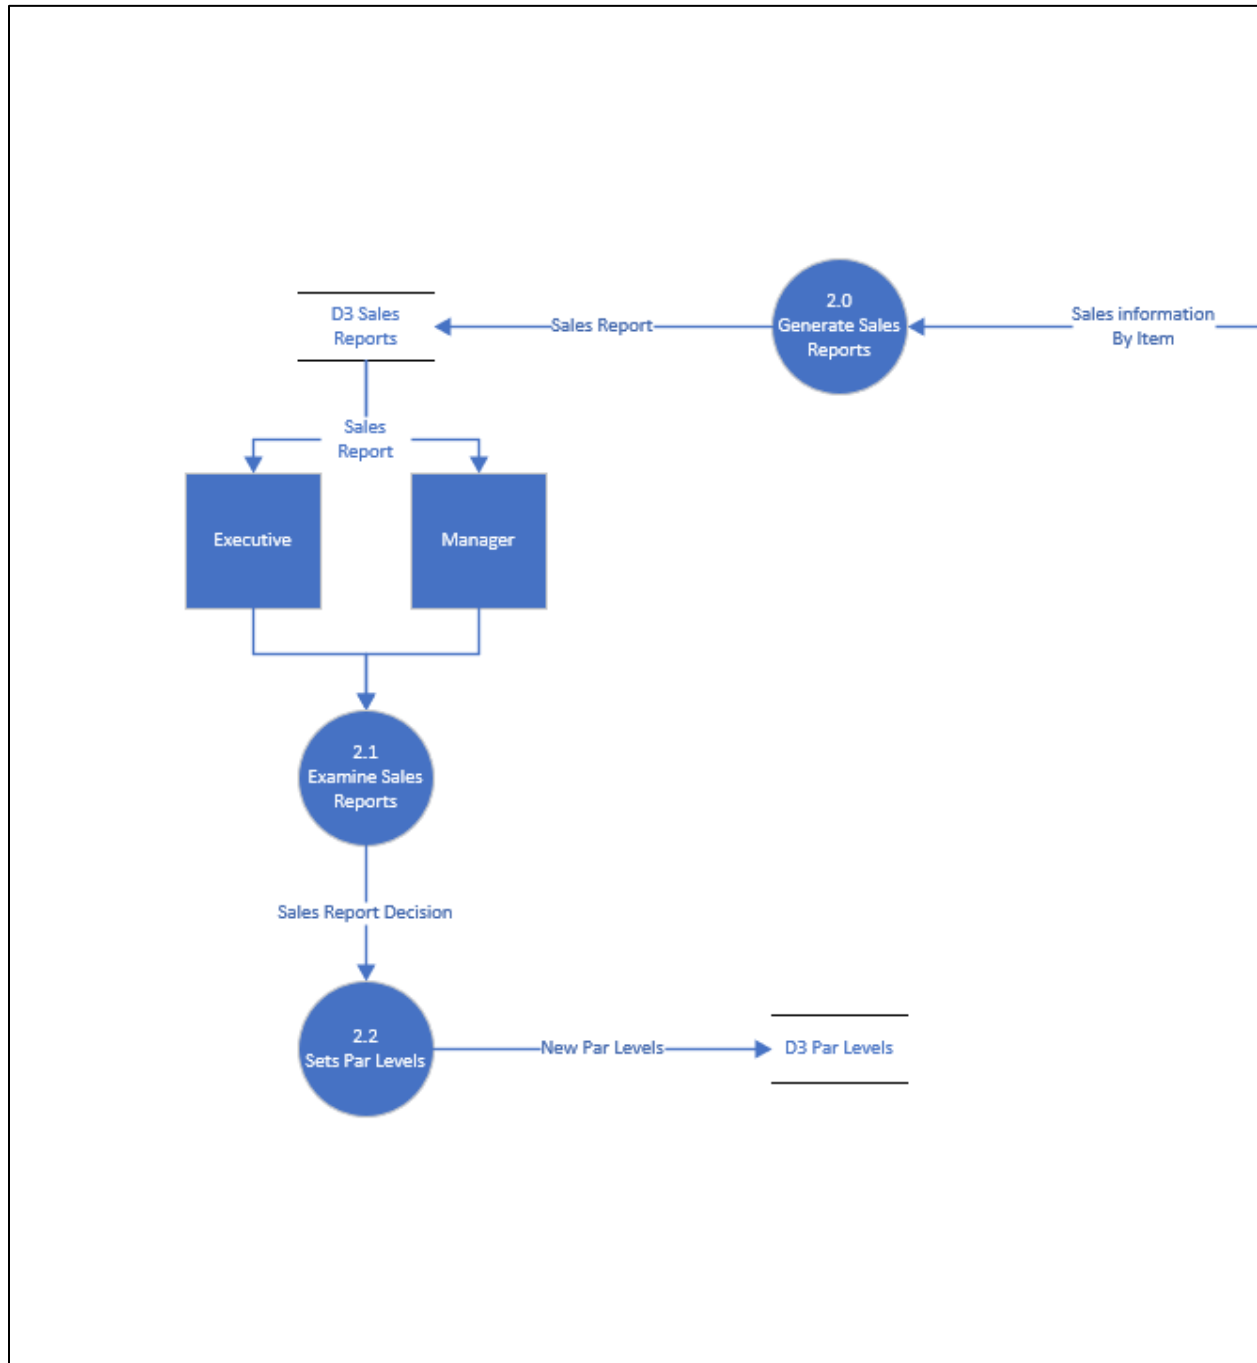 2.0
Generate Sales
Reports
Sales information
By Item
Sales Report
D3 Sales
Reports
Sales
Report
Executive
Manager
2.1
Examine Sales
Reports
Sales Report Decision
2.2
Sets Par Levels
New Par Levels
D3 Par Levels